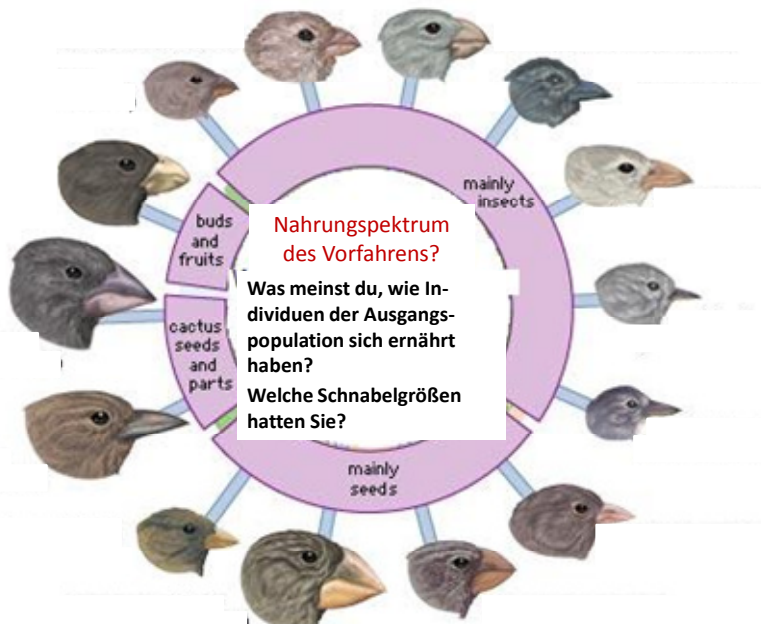 mainly
insects
buds
and
fruits
Nahrungspektrum
des Vorfahrens?
Was meinst du, wie In-
dividuen der Ausgangs-
population sich ernährt
haben?
Welche Schnabelgrößen
hatten Sie?
cactus
seeds
and
parts
mainly
seeds